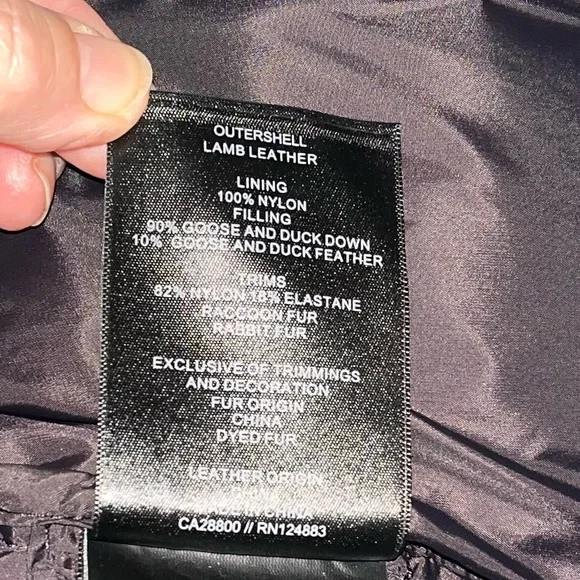 OUTERSHELL
LAMB LEATHER
LINING
100% NYLON
FILLING
90% GOOSE AND DUCK DOWN
10% GOOSE AND DUCK FEATHER
TRIMS
82% NYLON 18% ELASTANE
RACCOON FUR
RABBIT FUR
EXCLUSIVE OF TRIMMINGS
AND DECORATION
FUR ORIGIN
CHINA
DYED FUR
LEATHER ORIGIN
IN CHINA
CA28800 // RN124883